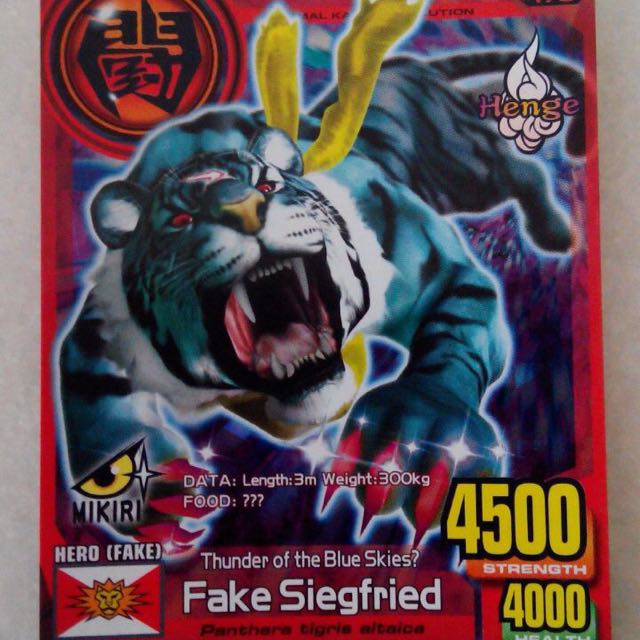 闘
Henge
DATA: Length:3m Weight:300kg
FOOD: ???
MIKIRI
4500
STRENGTH
HERO (FAKE)
Thunder of the Blue Skies?
Fake Siegfried
4000
HEALTH
Panthera tigris altaica